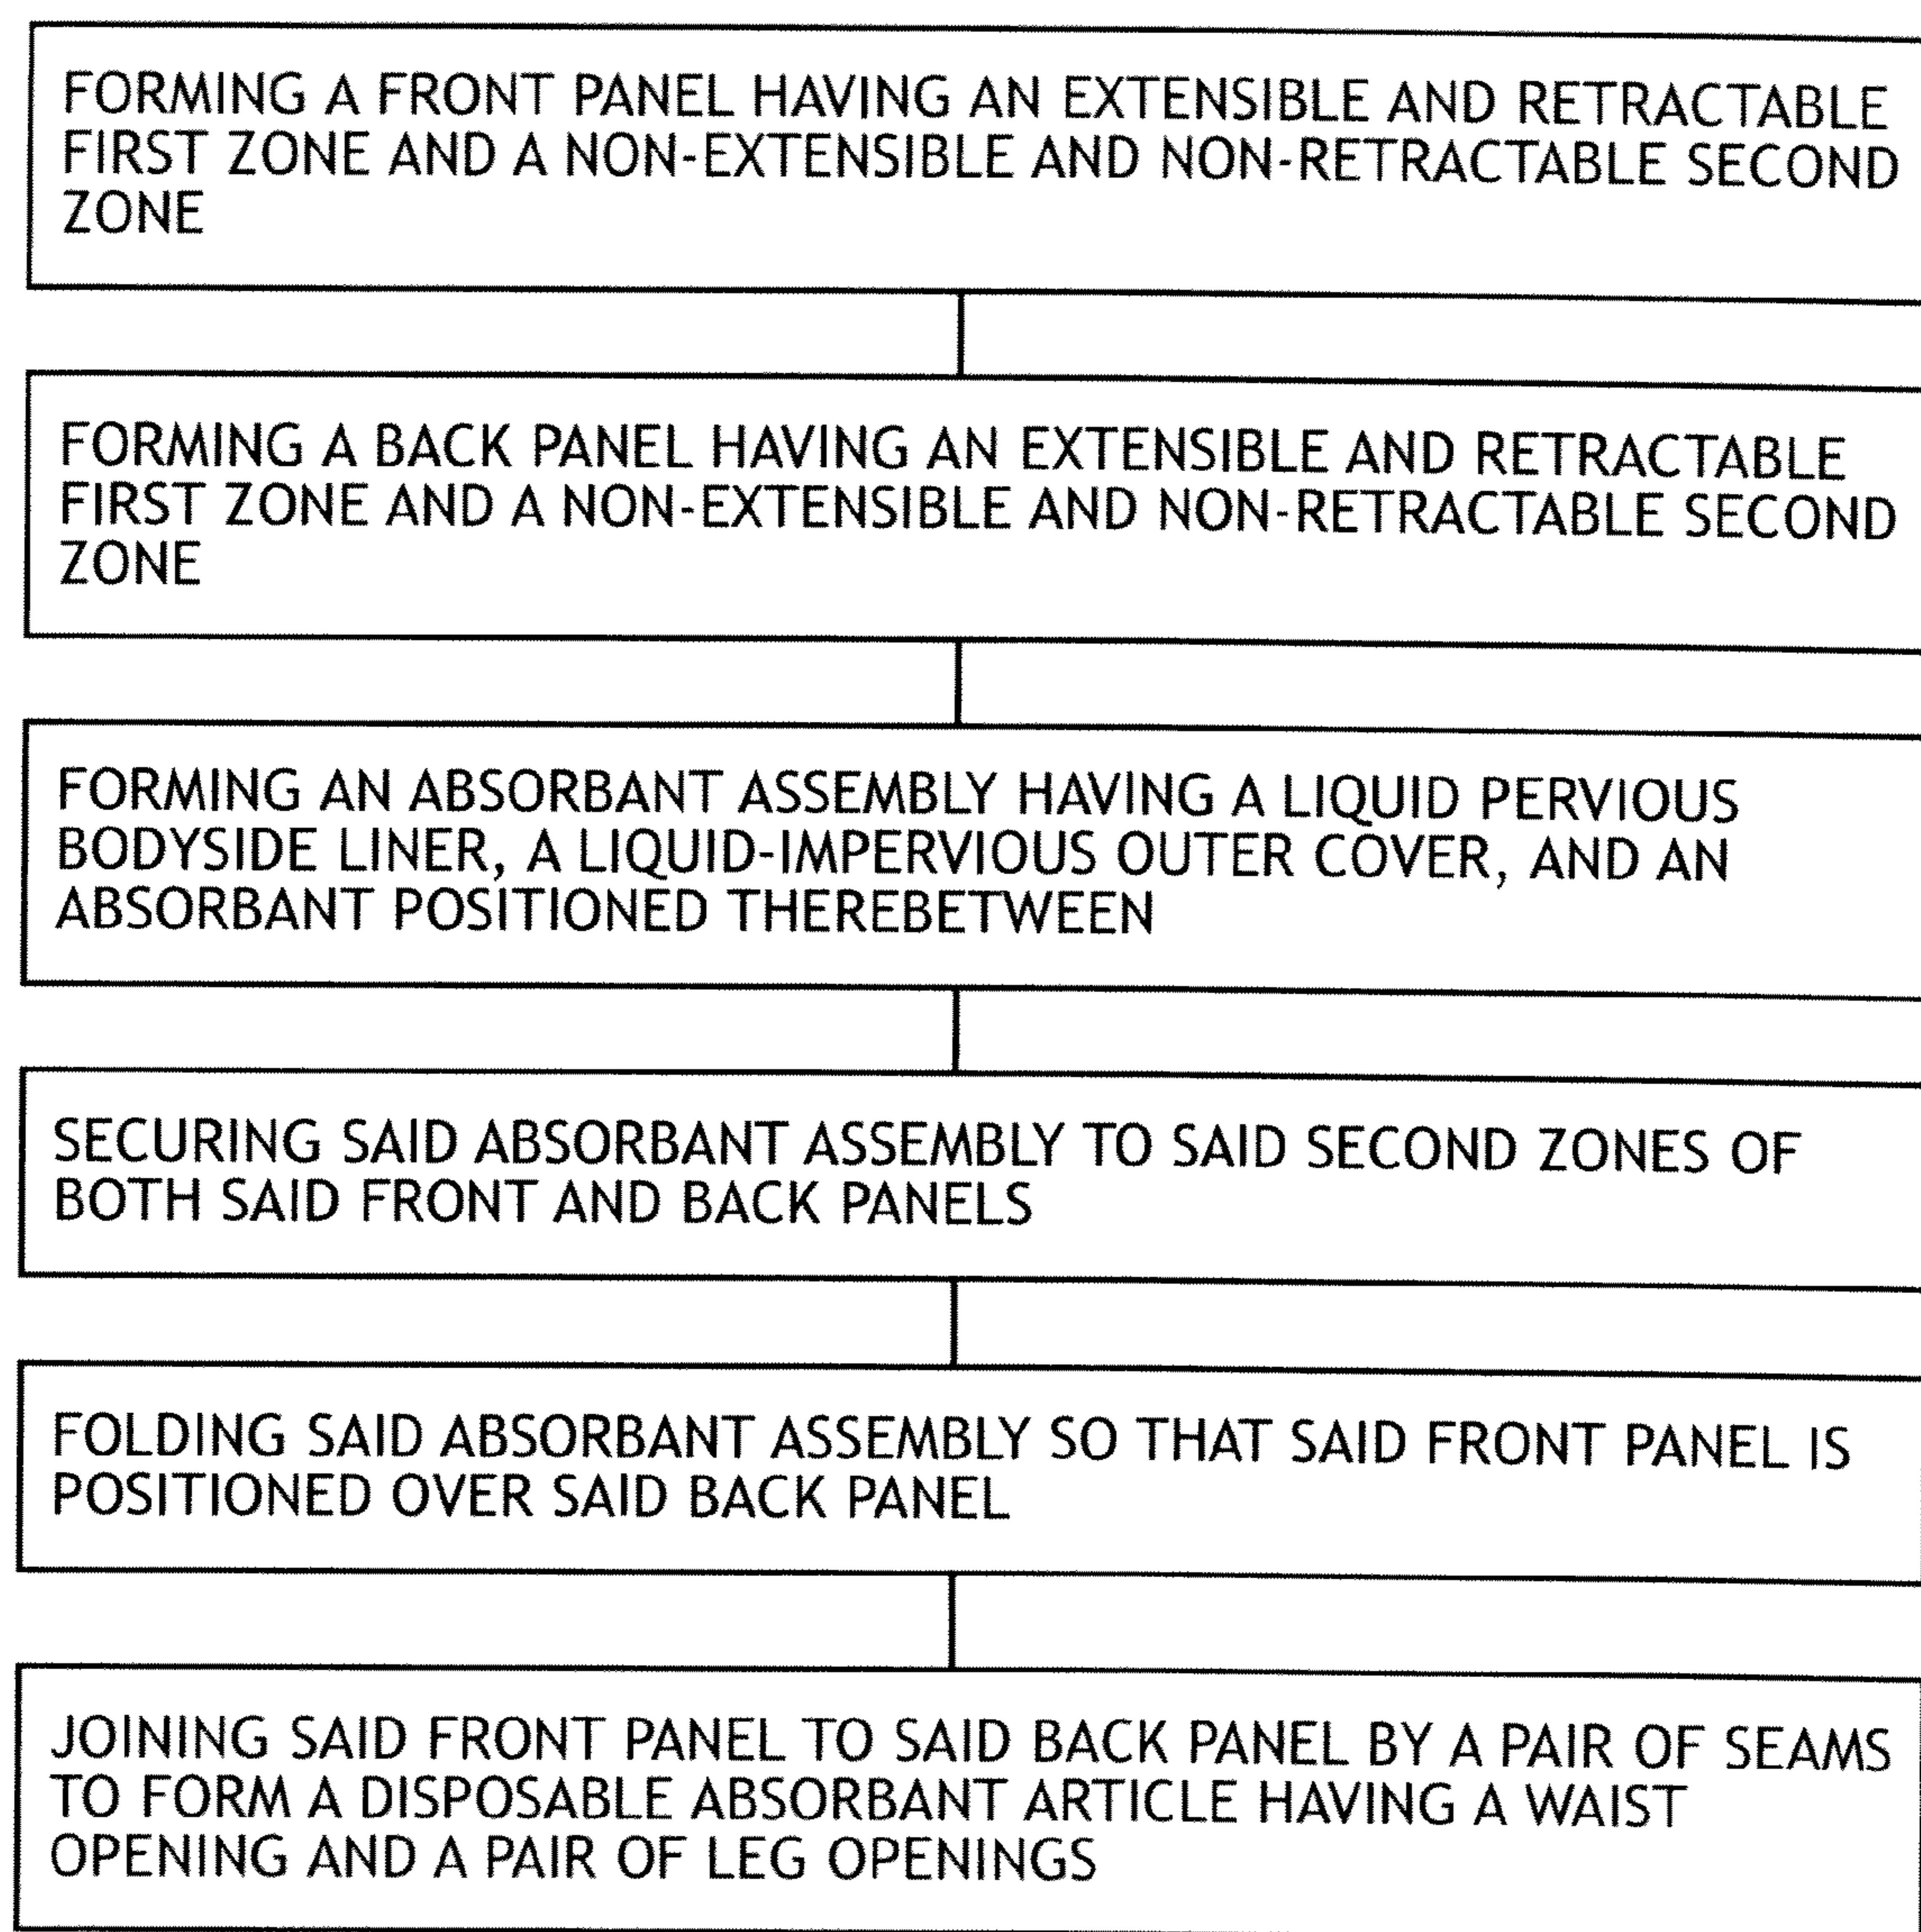 FORMING A FRONT PANEL HAVING AN EXTENSIBLE AND RETRACTABLE
FIRST ZONE AND A NON-EXTENSIBLE AND NON-RETRACTABLE SECOND
ZONE
FORMING A BACK PANEL HAVING AN EXTENSIBLE AND RETRACTABLE
FIRST ZONE AND A NON-EXTENSIBLE AND NON-RETRACTABLE SECOND
ZONE
FORMING AN ABSORBANT ASSEMBLY HAVING A LIQUID PERVIOUS
BODYSIDE LINER, A LIQUID-IMPERVIOUS OUTER COVER, AND AN
ABSORBANT POSITIONED THEREBETWEEN
SECURING SAID ABSORBANT ASSEMBLY TO SAID SECOND ZONES OF
BOTH SAID FRONT AND BACK PANELS
FOLDING SAID ABSORBANT ASSEMBLY SO THAT SAID FRONT PANEL IS
POSITIONED OVER SAID BACK PANEL
JOINING SAID FRONT PANEL TO SAID BACK PANEL BY A PAIR OF SEAMS
TO FORM A DISPOSABLE ABSORBANT ARTICLE HAVING A WAIST
OPENING AND A PAIR OF LEG OPENINGS